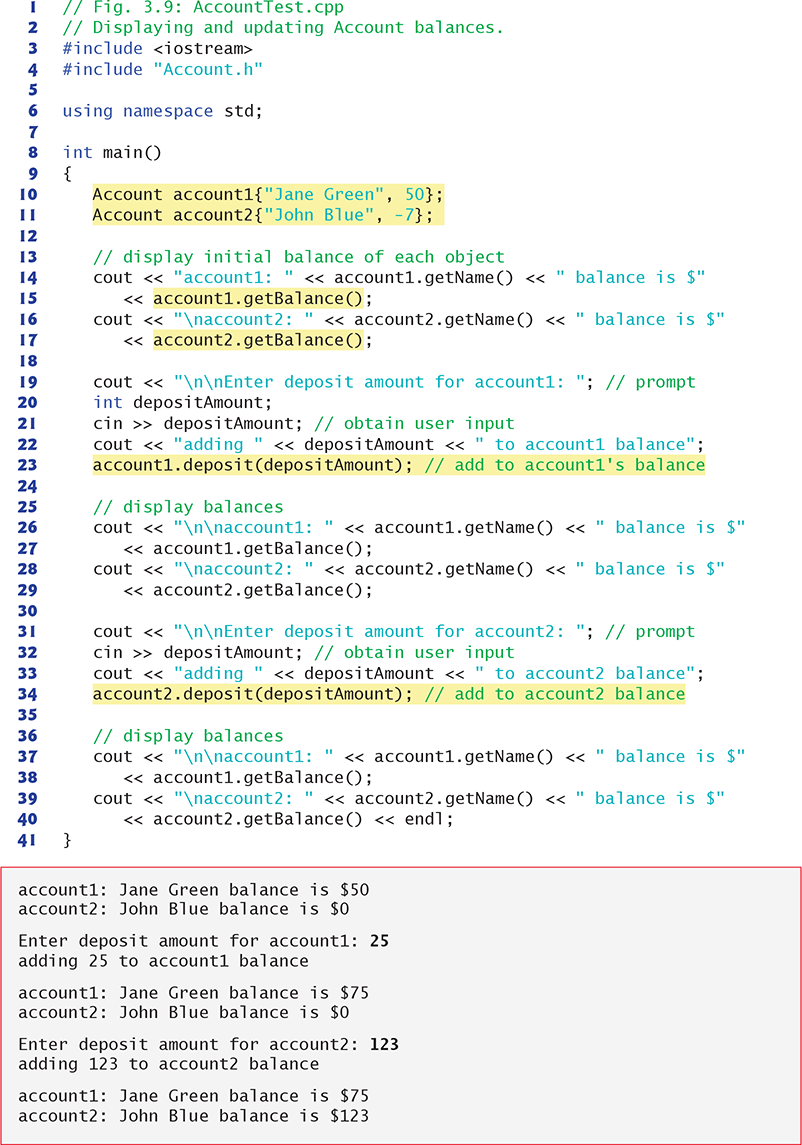 1 // Fig. 3.9: AccountTest.cpp
2 // Displaying and updating Account balances.
3 #include <iostream>
4 #include "Account.h"
5
6 using namespace std;
7
8 int main()
9 {
10 Account account1{"Jane Green", 50};
11 Account account2{"John Blue", -7};
12
13 // display initial balance of each object
14 cout << "account1: " << account1.getName() << " balance is $"
15 << account1.getBalance();
16 cout << "\naccount2: " << account2.getName() << " balance is $"
17 << account2.getBalance();
18
19 cout << "\n\nEnter deposit amount for account1: "; // prompt
20 int depositAmount;
21 cin >> depositAmount; // obtain user input
22 cout << "adding " << depositAmount << " to account1 balance";
23 account1.deposit(depositAmount); // add to account1's balance
24
25 // display balances
26 cout << "\n\naccount1: " << account1.getName() << " balance is $"
27 << account1.getBalance();
28 cout << "\naccount2: " << account2.getName() << " balance is $"
29 << account2.getBalance();
30
31 cout << "\n\nEnter deposit amount for account2: "; // prompt
32 cin >> depositAmount; // obtain user input
33 cout << "adding " << depositAmount << " to account2 balance";
34 account2.deposit(depositAmount); // add to account2 balance
35
36 // display balances
37 cout << "\n\naccount1: " << account1.getName() << " balance is $"
38 << account1.getBalance();
39 cout << "\naccount2: " << account2.getName() << " balance is $"
40 << account2.getBalance() << endl;
41 }
account1: Jane Green balance is $50
account2: John Blue balance is $0
Enter deposit amount for account1: 25
adding 25 to account1 balance
account1: Jane Green balance is $75
account2: John Blue balance is $0
Enter deposit amount for account2: 123
adding 123 to account2 balance
account1: Jane Green balance is $75
account2: John Blue balance is $123